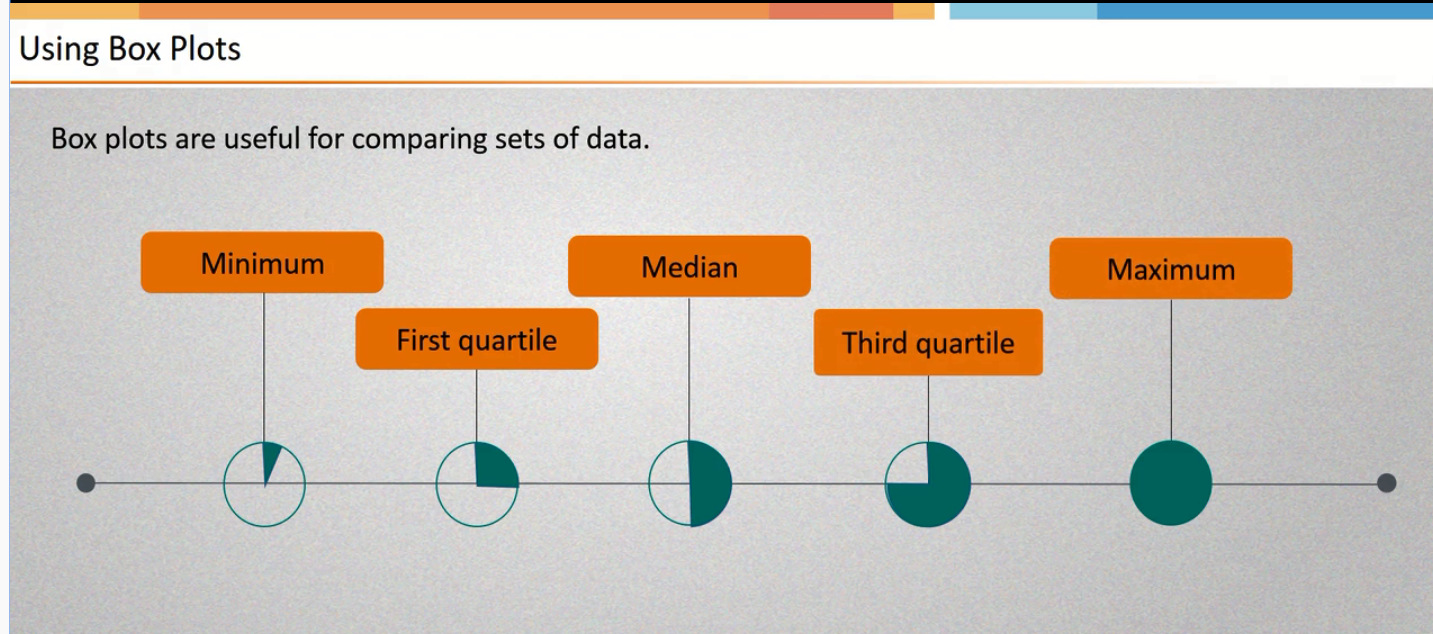 Using Box Plots
Box plots are useful for comparing sets of data.
Minimum
First quartile
Median
Third quartile
Maximum